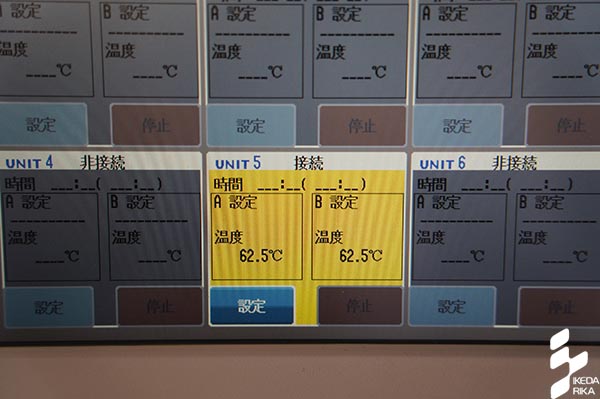 A 設定 B 設定 A 設定 B 設定 A 設定 B
温度 温度 温度 温度 温度 温度
____℃ ____℃ ____℃ ____℃ ____℃ ____℃
設定 停止 設定 停止 設定 停止
UNIT 4 非接続
時間 ___:__(___:__)
A 設定 B 設定
温度 温度
____℃ ____℃
設定 停止
UNIT 5 接続
時間 ___:__(___:__)
A 設定 B 設定
温度 温度
62.5℃ 62.5℃
設定 停止
UNIT 6 非接続
時間 ___:__(___:__)
A 設定 B 設定
温度 温度
____℃ ____℃
設定 停止
IKEDA
RIKA